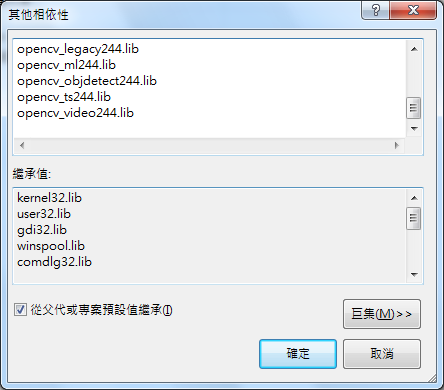 其他相依性
opencv_legacy244.lib
opencv_ml244.lib
opencv_objdetect244.lib
opencv_ts244.lib
opencv_video244.lib
繼承值:
kernel32.lib
user32.lib
gdi32.lib
winspool.lib
comdlg32.lib
從父代或專案預設值繼承(I)
巨集(M)>>
確定
取消